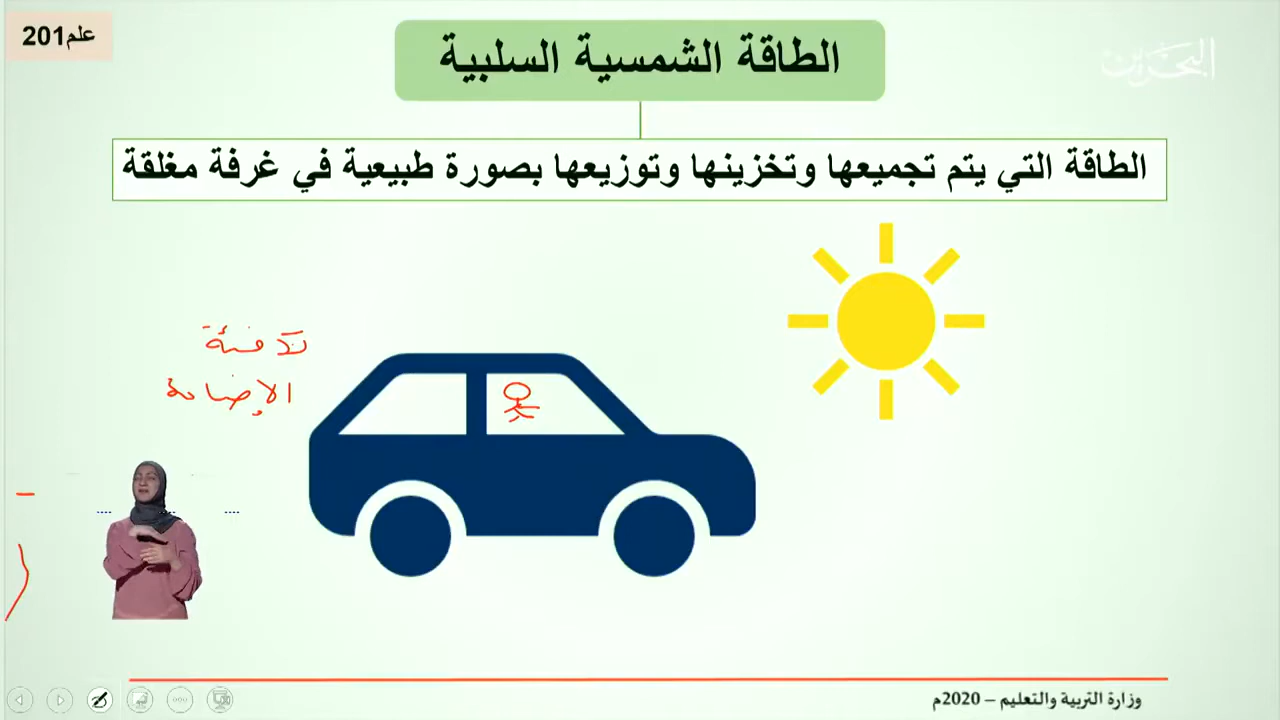 علم201
الطاقة الشمسية السلبية
البحرين
الطاقة التي يتم تجميعها وتخزينها وتوزيعها بصورة طبيعية في غرفة مغلقة
تدفئة
الإضاءة
وزارة التربية والتعليم – 2020م